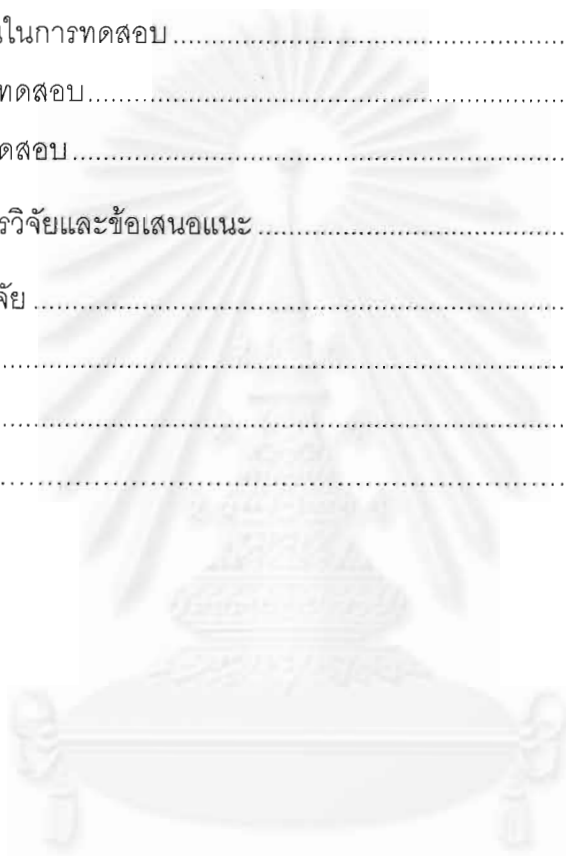 ในการทดสอบ ..........................................................
ทดสอบ ..........................................................
ดสอบ ..........................................................
รวิจัยและข้อเสนอแนะ ..........................................................
จัย ..........................................................
..........................................................
..........................................................
..........................................................